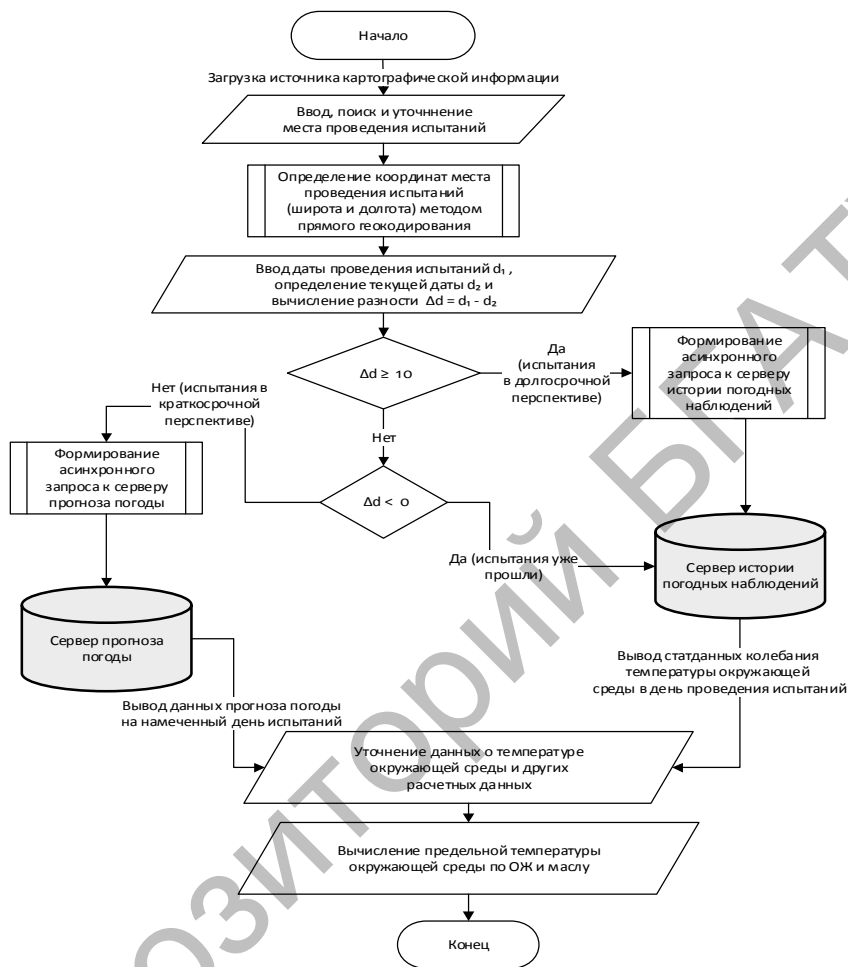 Начало
Загрузка источника картографической информации
Ввод, поиск и уточннение
места проведения испытаний
Определение координат места
проведения испытаний
(широта и долгота) методом
прямого геокодирования
Ввод даты проведения испытаний d₁ ,
определение текущей даты d₂ и
вычисление разности Δd = d₁ - d₂
Δd ≥ 10
Да
(испытания
в долгосрочной
перспективе)
Формирование
асинхронного
запроса к серверу
истории погодных
наблюдений
Нет (испытания в
краткосрочной
перспективе)
Нет
Формирование
асинхронного
запроса к серверу
прогноза погоды
Δd < 0
Да (испытания уже
прошли)
Сервер истории
погодных наблюдений
Сервер прогноза
погоды
Вывод статданных колебания
температуры окружающей
среды в день проведения испытаний
Вывод данных прогноза погоды
на намеченный день испытаний
Уточнение данных о температуре
окружающей среды и других
расчетных данных
Вычисление предельной температуры
окружающей среды по ОЖ и маслу
Конец
озиторий БГАТ